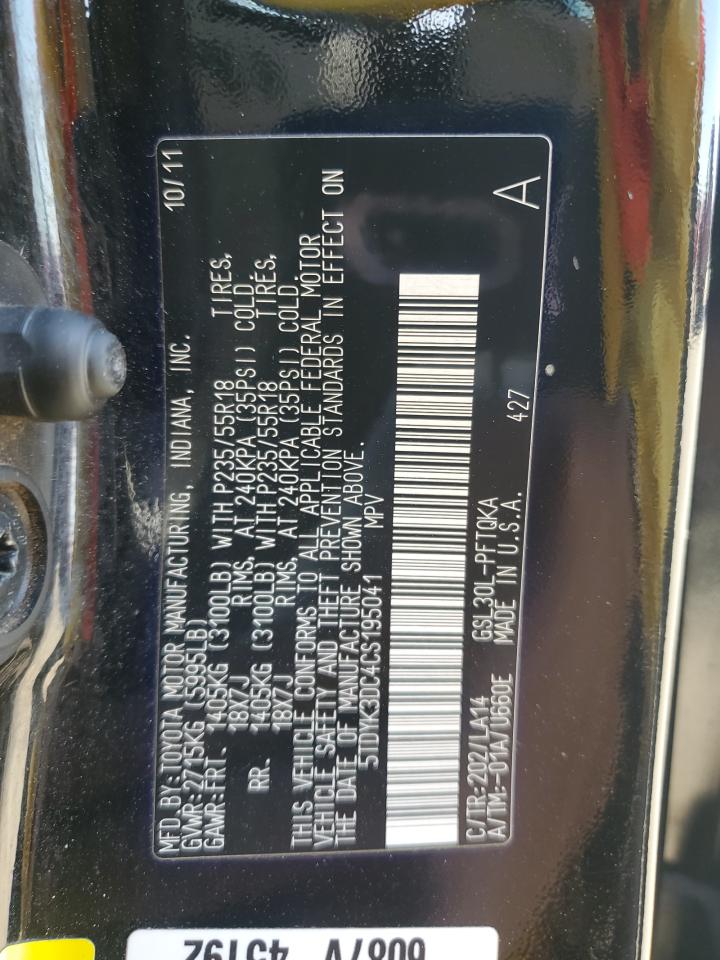 MFD. BY: TOYOTA MOTOR MANUFACTURING, INDIANA, INC. 10/11
GVWR: 2715KG (5995LB)
GAWR: FRT. 1405KG (3100LB) WITH P235/55R18 TIRES,
18X7J RIMS, AT 240KPA (35PSI) COLD.
RR. 1405KG (3100LB) WITH P235/55R18 TIRES,
18X7J RIMS, AT 240KPA (35PSI) COLD.
THIS VEHICLE CONFORMS TO ALL APPLICABLE FEDERAL MOTOR
VEHICLE SAFETY AND THEFT PREVENTION STANDARDS IN EFFECT ON
THE DATE OF MANUFACTURE SHOWN ABOVE.
5TDYK3DC4CS195041 MPV
C/TR: 202/LA14 GSL30L-PFTQKA
A/TM: -01A/U660E MADE IN U.S.A. 427 A